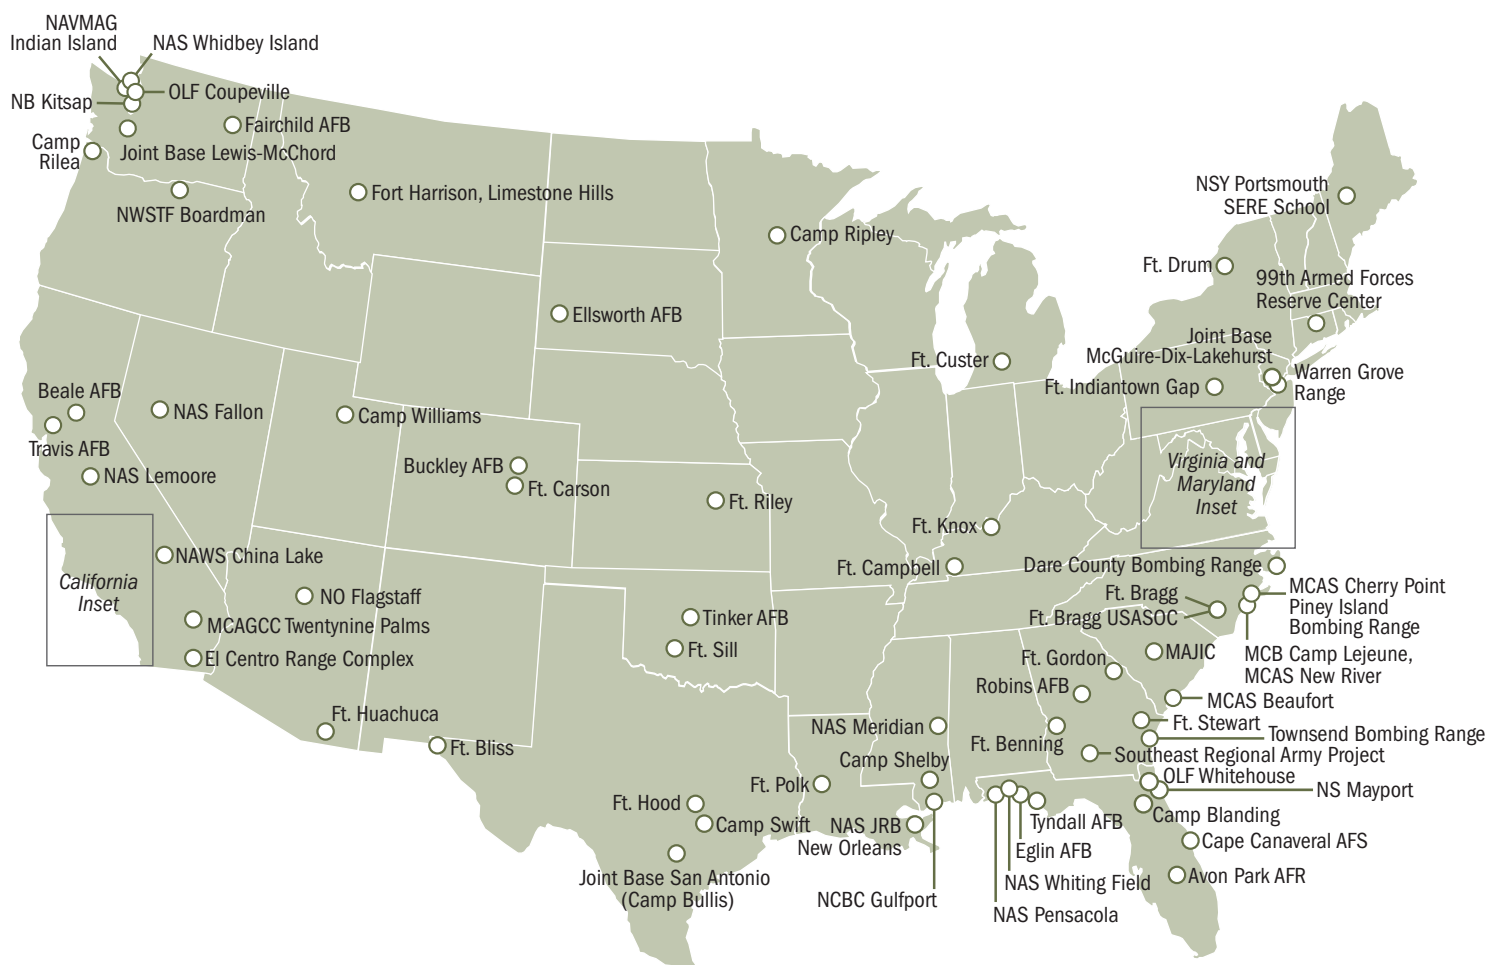 NAVMAG
Indian Island
NAS Whidbey Island
OLF Coupeville
NB Kitsap
Fairchild AFB
Camp
Rilea
Joint Base Lewis-McChord
NWSTF Boardman
Fort Harrison, Limestone Hills
Camp Ripley
NSY Portsmouth
SERE School
Ft. Drum
99th Armed Forces
Reserve Center
Ellsworth AFB
Joint Base
McGuire-Dix-Lakehurst
Ft. Custer
Warren Grove
Range
Ft. Indiantown Gap
Beale AFB
NAS Fallon
Camp Williams
Travis AFB
NAS Lemoore
Buckley AFB
Ft. Carson
Virginia and
Maryland
Inset
Ft. Riley
Ft. Knox
NAWS China Lake
California
Inset
Ft. Campbell
Dare County Bombing Range
NO Flagstaff
MCAS Cherry Point
Piney Island
Bombing Range
Ft. Bragg
Ft. Bragg USASOC
MCAGCC Twentynine Palms
Tinker AFB
Ft. Sill
El Centro Range Complex
Ft. Gordon
MAJIC
MCB Camp Lejeune,
MCAS New River
Robins AFB
MCAS Beaufort
Ft. Huachuca
Ft. Bliss
NAS Meridian
Ft. Benning
Ft. Stewart
Townsend Bombing Range
Southeast Regional Army Project
Camp Shelby
OLF Whitehouse
NS Mayport
Ft. Polk
Ft. Hood
Camp Swift
NAS JRB
New Orleans
Tyndall AFB
Camp Blanding
Cape Canaveral AFS
Eglin AFB
Joint Base San Antonio
(Camp Bullis)
NCBC Gulfport
NAS Whiting Field
Avon Park AFR
NAS Pensacola